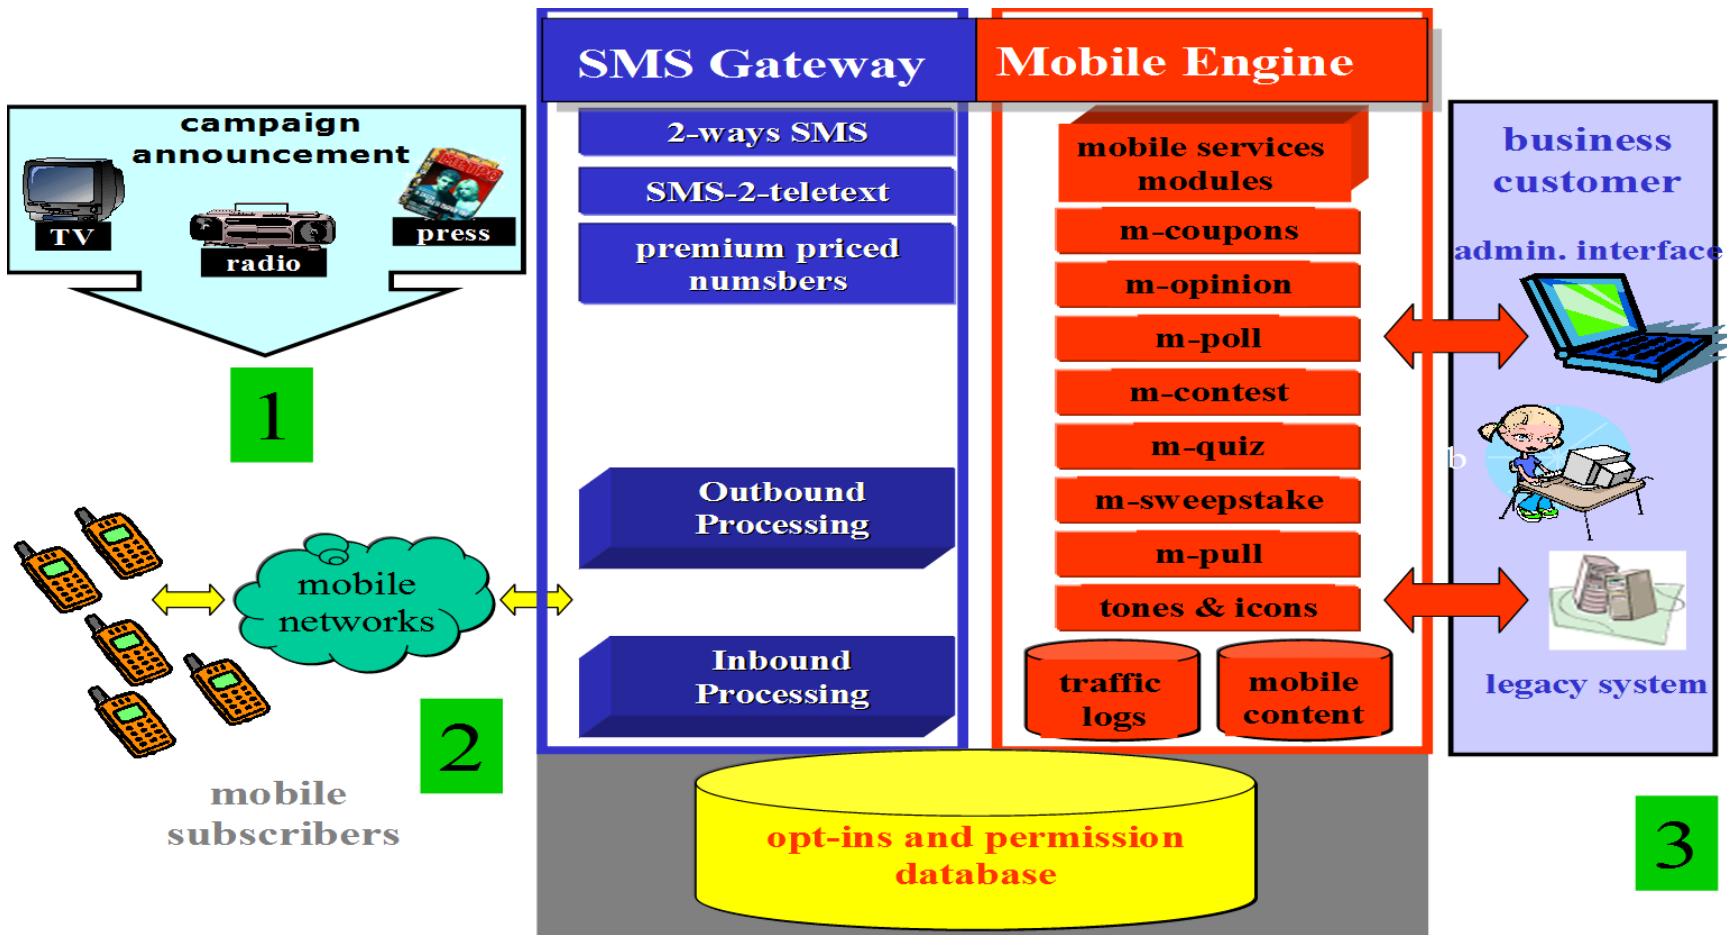 SMS Gateway
Mobile Engine
campaign
announcement
TV
radio
press
1
2-ways SMS
SMS-2-teletext
premium priced
numsbers
Outbound
Processing
Inbound
Processing
mobile services
modules
m-coupons
m-opinion
m-poll
m-contest
m-quiz
m-sweepstake
m-pull
tones & icons
traffic
logs
mobile
content
business
customer
admin. interface
b
legacy system
mobile
networks
2
mobile
subscribers
opt-ins and permission
database
3